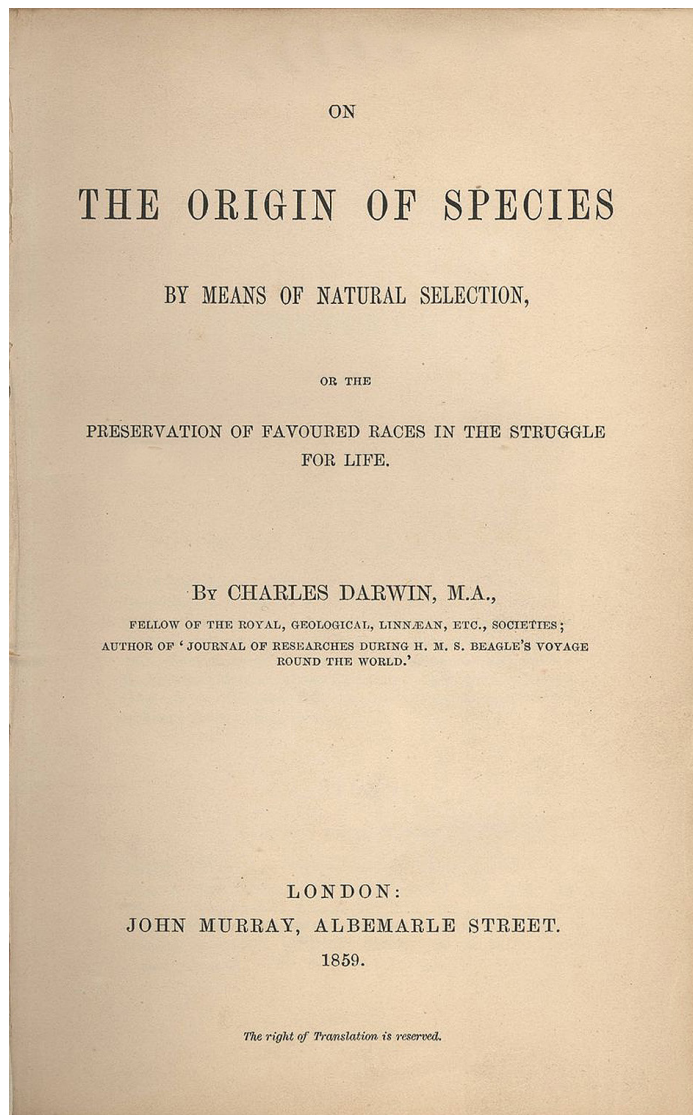 ON
THE ORIGIN OF SPECIES
BY MEANS OF NATURAL SELECTION,
OR THE
PRESERVATION OF FAVOURED RACES IN THE STRUGGLE
FOR LIFE.
By CHARLES DARWIN, M.A.,
FELLOW OF THE ROYAL, GEOLOGICAL, LINNÆAN, ETC., SOCIETIES;
AUTHOR OF ‘JOURNAL OF RESEARCHES DURING H. M. S. BEAGLE’S VOYAGE
ROUND THE WORLD.’
LONDON:
JOHN MURRAY, ALBEMARLE STREET.
1859.
The right of Translation is reserved.